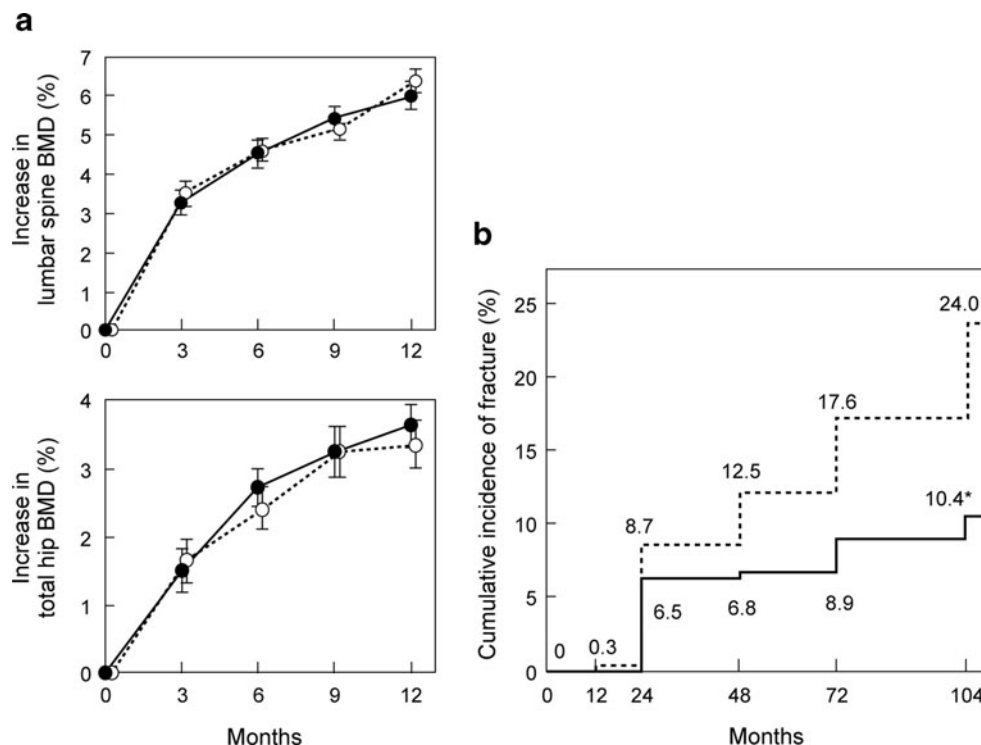 a
Increase in
lumbar spine BMD (%)
7
6
5
4
3
2
1
0
0 3 6 9 12
Increase in
total hip BMD (%)
4
3
2
1
0
0 3 6 9 12
Months
b
Cumulative incidence of fracture (%)
25
20
15
10
5
0
24.0
17.6
12.5
10.4*
8.7
6.5
6.8
8.9
0
0.3
0 12 24 48 72 104
Months